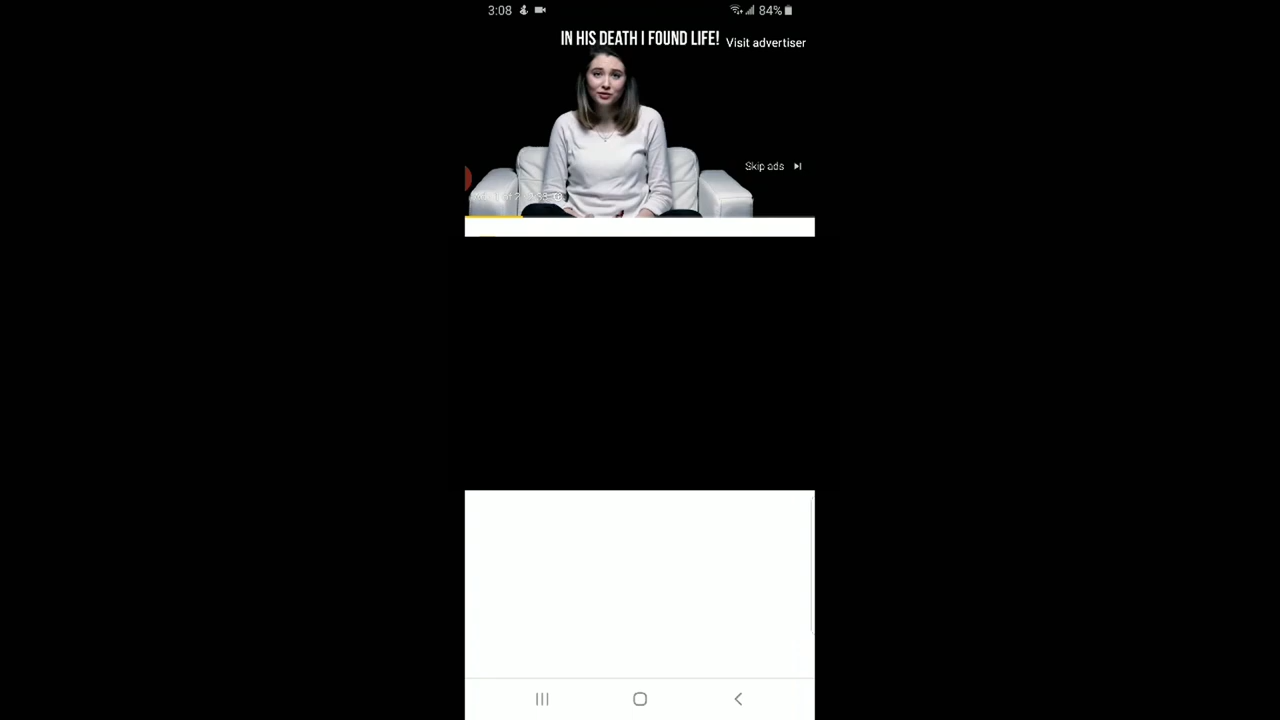 3:08
84%
IN HIS DEATH I FOUND LIFE!
Visit advertiser
Skip ads